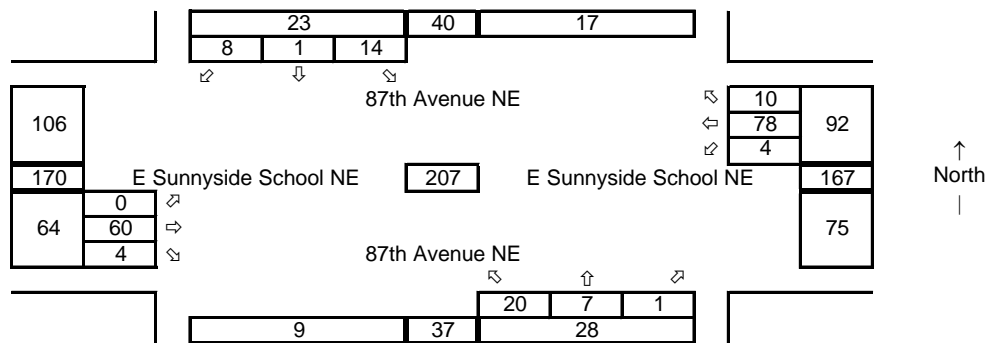 23 40 17
8 1 14
⬃ ⇩ ⬂
87th Avenue NE
106
⬁ 10
⇦ 78
⬃ 4
92
170
E Sunnyside School NE
207
E Sunnyside School NE
167
64
0 ⬀
60 ⇨
4 ⬂
75
↑
North
|
87th Avenue NE
⬁ ⇧ ⬀
20 7 1
9 37 28